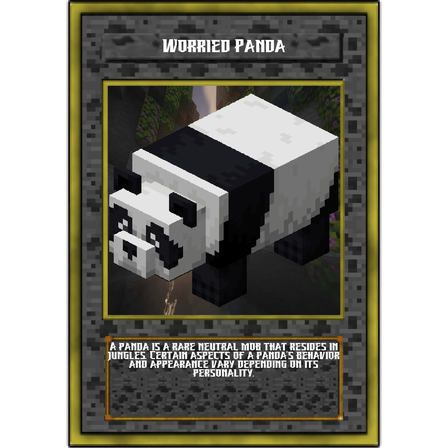 WORRIED PANDA
A PANDA IS A RARE NEUTRAL MOB THAT RESIDES IN
JUNGLES. CERTAIN ASPECTS OF A PANDA'S BEHAVIOR
AND APPEARANCE VARY DEPENDING ON ITS
PERSONALITY.